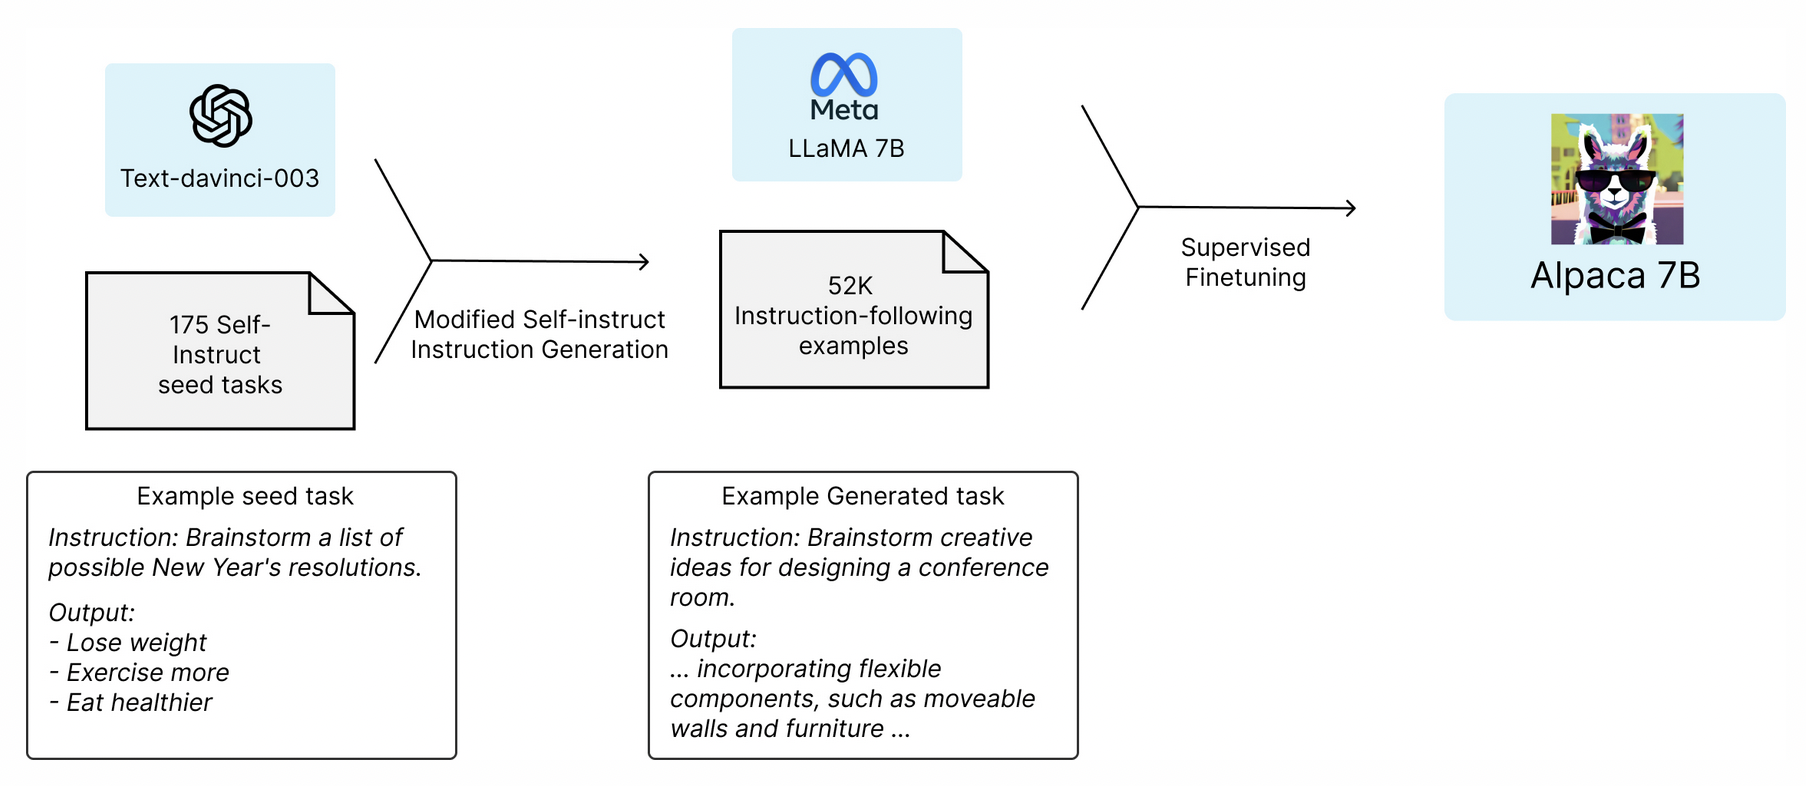 Text-davinci-003
175 Self-
Instruct
seed tasks
Modified Self-instruct
Instruction Generation
Meta
LLaMA 7B
52K
Instruction-following
examples
Supervised
Finetuning
Alpaca 7B
Example seed task
Instruction: Brainstorm a list of
possible New Year's resolutions.
Output:
- Lose weight
- Exercise more
- Eat healthier
Example Generated task
Instruction: Brainstorm creative
ideas for designing a conference
room.
Output:
... incorporating flexible
components, such as moveable
walls and furniture ...